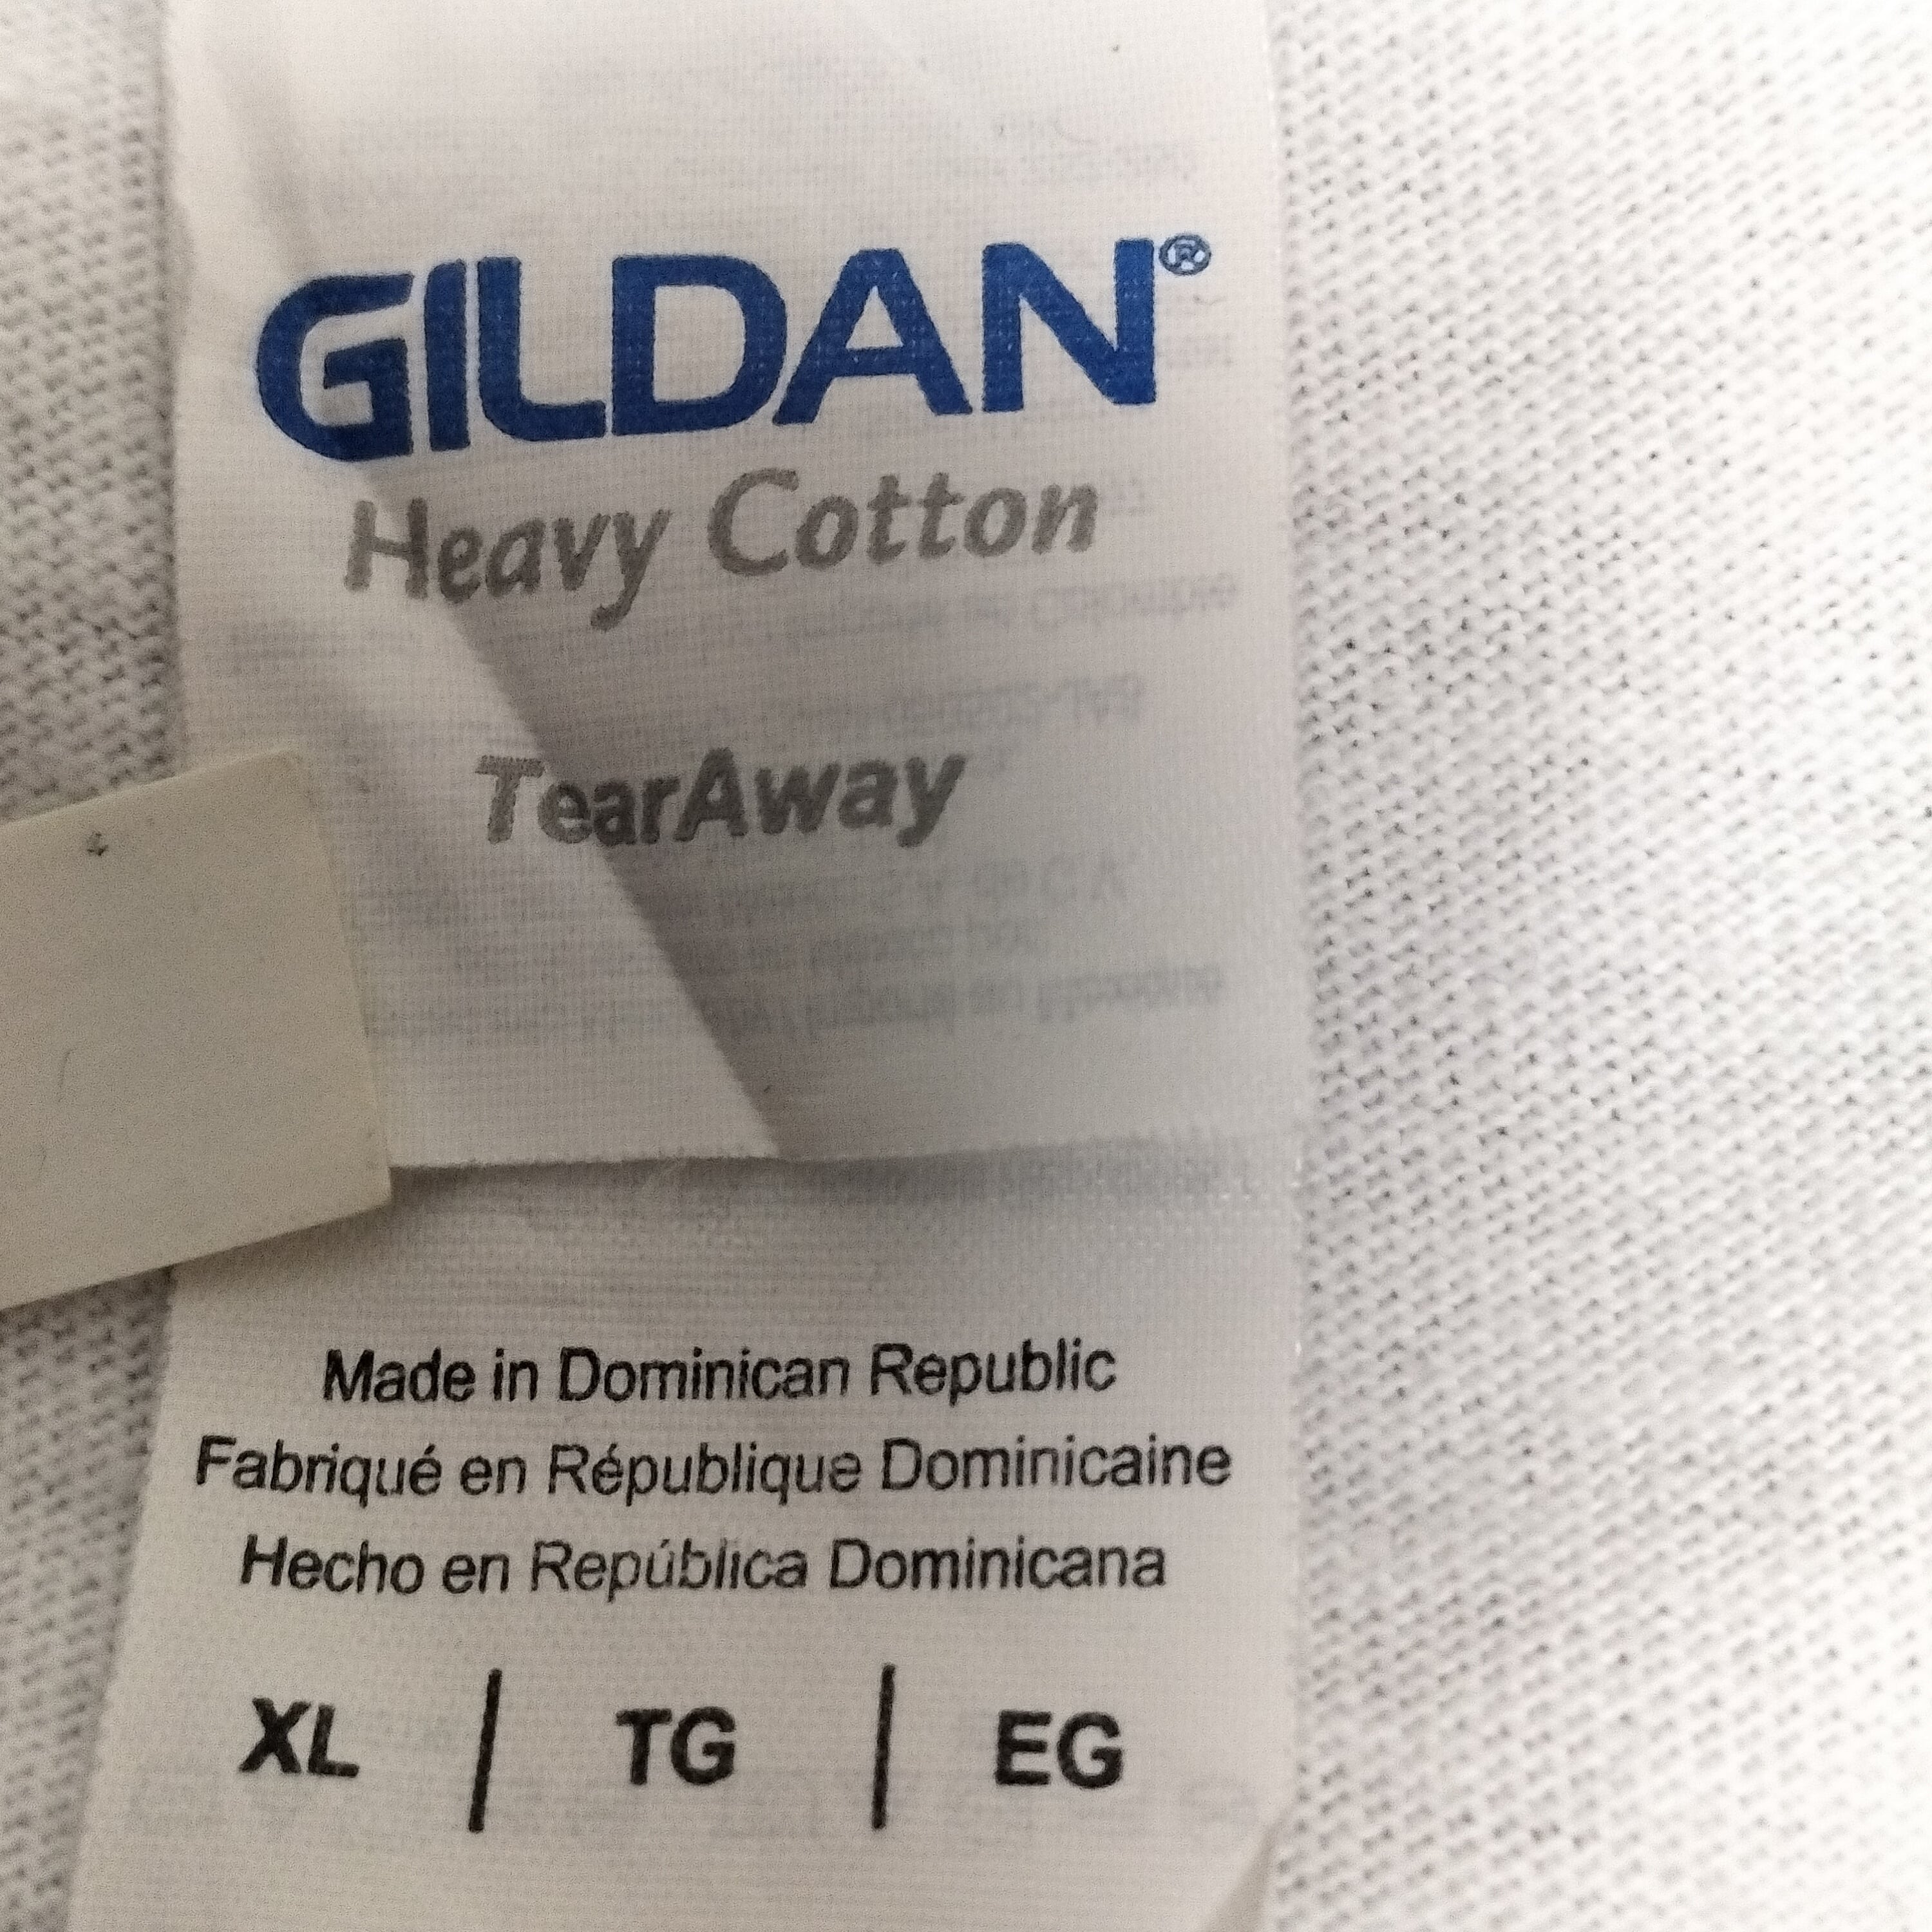 GILDAN®
Heavy Cotton
TearAway
Made in Dominican Republic
Fabriqué en République Dominicaine
Hecho en República Dominicana
XL | TG | EG